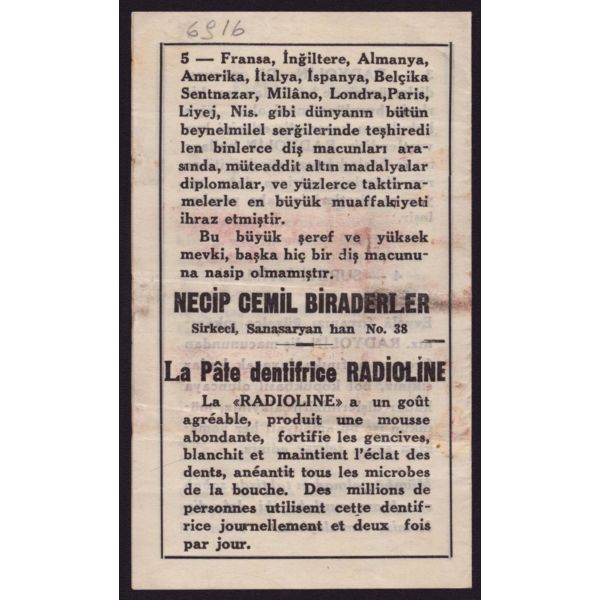 6916
5 — Fransa, İnğiltere, Almanya,
Amerika, İtalya, İspanya, Belçika
Sentnazar, Milâno, Londra,Paris,
Liyej, Nis. gibi dünyanın bütün
beynelmilel serğilerinde teşhiredi
len binlerce diş macunları ara-
sında, müteaddit altın madalyalar
diplomalar, ve yüzlerce taktirna-
melerle en büyük muaffakiyeti
ihraz etmiştir.
Bu büyük şeref ve yüksek
mevki, başka hiç bir diş macunu-
na nasip olmamıştır.
NECİP CEMİL BİRADERLER
Sirkeci, Sanasaryan han No. 38
La Pâte dentifrice RADIOLINE
La «RADIOLINE» a un goût
agréable, produit une mousse
abondante, fortifie les gencives,
blanchit et maintient l'éclat des
dents, anéantit tous les microbes
de la bouche. Des millions de
personnes utilisent cette dentif-
rice journellement et deux fois
par jour.